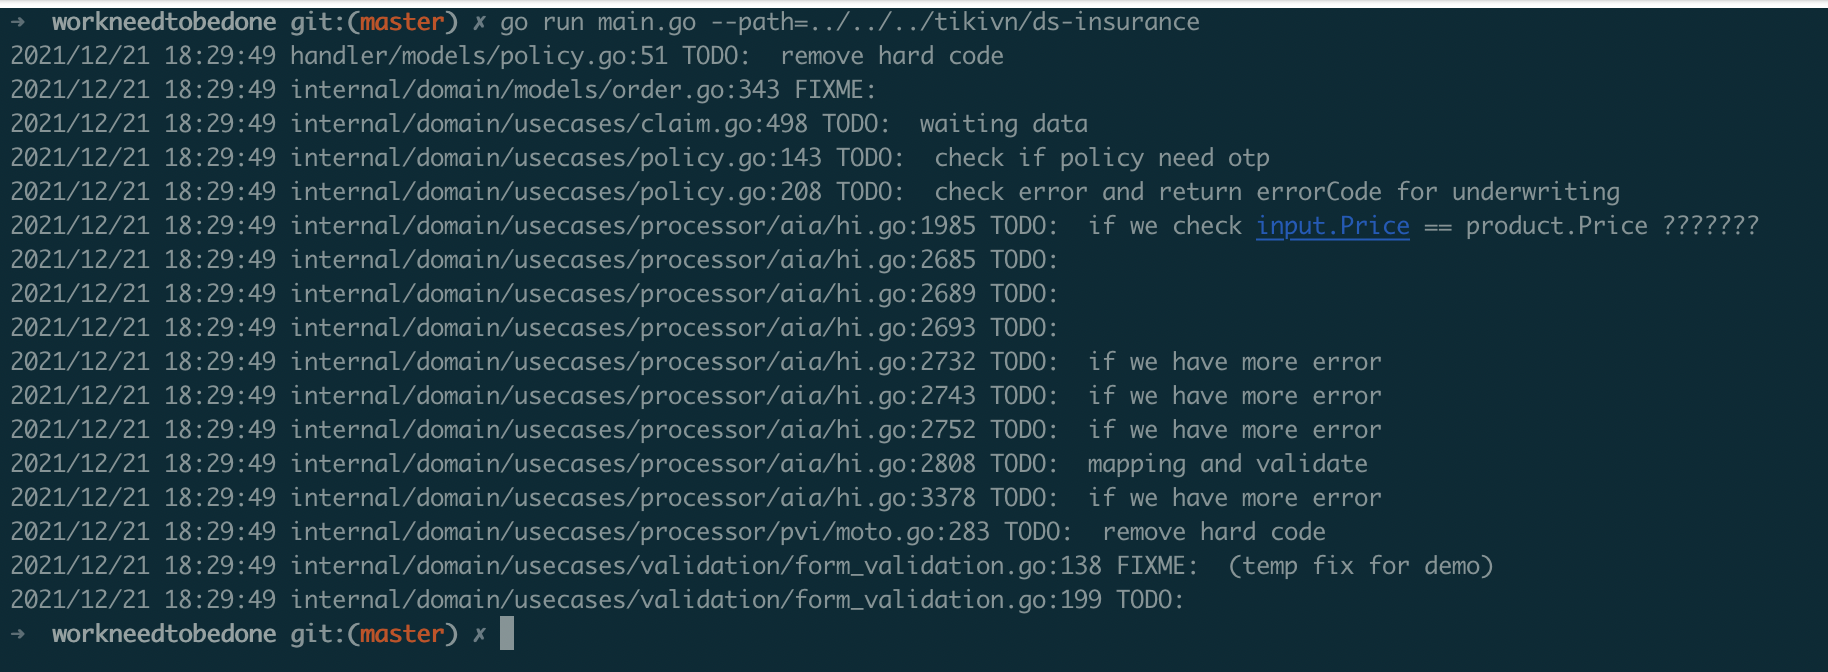 ➜  workneedtobedone git:(master) ✗ go run main.go --path=../../../tikivn/ds-insurance
2021/12/21 18:29:49 handler/models/policy.go:51 TODO:  remove hard code
2021/12/21 18:29:49 internal/domain/models/order.go:343 FIXME:
2021/12/21 18:29:49 internal/domain/usecases/claim.go:498 TODO:  waiting data
2021/12/21 18:29:49 internal/domain/usecases/policy.go:143 TODO:  check if policy need otp
2021/12/21 18:29:49 internal/domain/usecases/policy.go:208 TODO:  check error and return errorCode for underwriting
2021/12/21 18:29:49 internal/domain/usecases/processor/aia/hi.go:1985 TODO:  if we check input.Price == product.Price ???????
2021/12/21 18:29:49 internal/domain/usecases/processor/aia/hi.go:2685 TODO:
2021/12/21 18:29:49 internal/domain/usecases/processor/aia/hi.go:2689 TODO:
2021/12/21 18:29:49 internal/domain/usecases/processor/aia/hi.go:2693 TODO:
2021/12/21 18:29:49 internal/domain/usecases/processor/aia/hi.go:2732 TODO:  if we have more error
2021/12/21 18:29:49 internal/domain/usecases/processor/aia/hi.go:2743 TODO:  if we have more error
2021/12/21 18:29:49 internal/domain/usecases/processor/aia/hi.go:2752 TODO:  if we have more error
2021/12/21 18:29:49 internal/domain/usecases/processor/aia/hi.go:2808 TODO:  mapping and validate
2021/12/21 18:29:49 internal/domain/usecases/processor/aia/hi.go:3378 TODO:  if we have more error
2021/12/21 18:29:49 internal/domain/usecases/processor/pvi/moto.go:283 TODO:  remove hard code
2021/12/21 18:29:49 internal/domain/usecases/validation/form_validation.go:138 FIXME:  (temp fix for demo)
2021/12/21 18:29:49 internal/domain/usecases/validation/form_validation.go:199 TODO:
➜  workneedtobedone git:(master) ✗